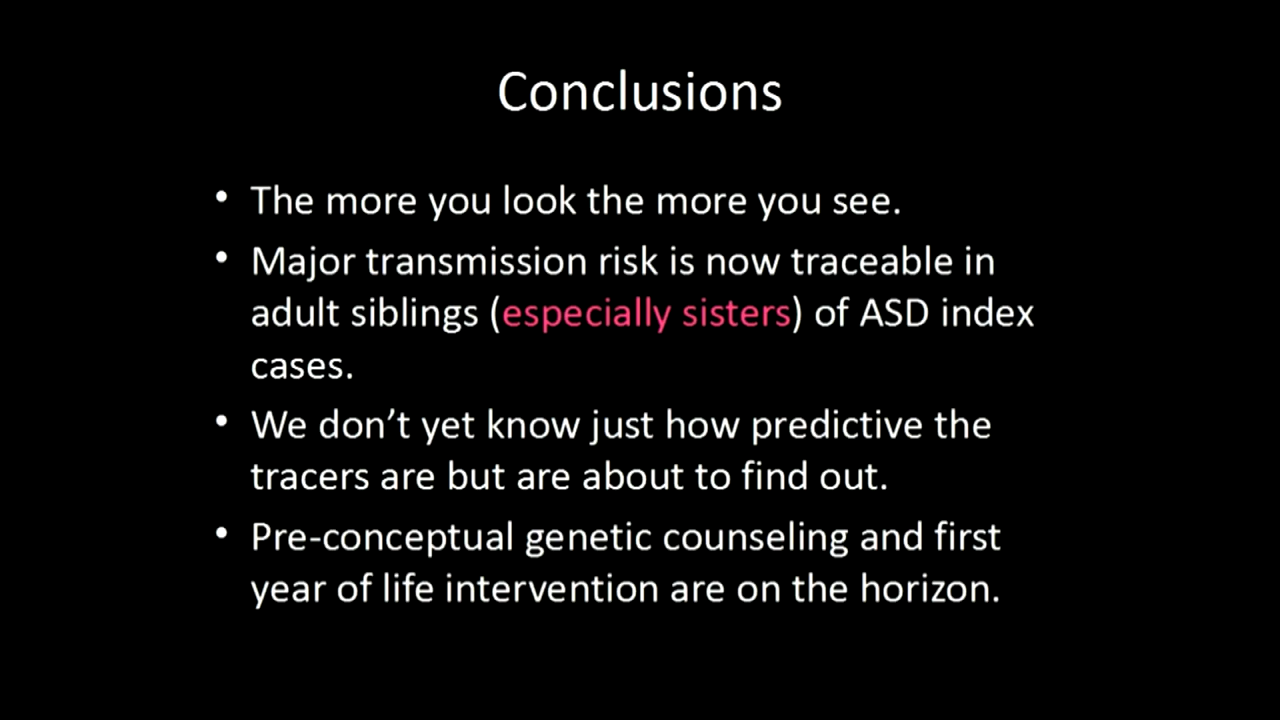 Conclusions
• The more you look the more you see.
• Major transmission risk is now traceable in
adult siblings (especially sisters) of ASD index
cases.
• We don’t yet know just how predictive the
tracers are but are about to find out.
• Pre-conceptual genetic counseling and first
year of life intervention are on the horizon.